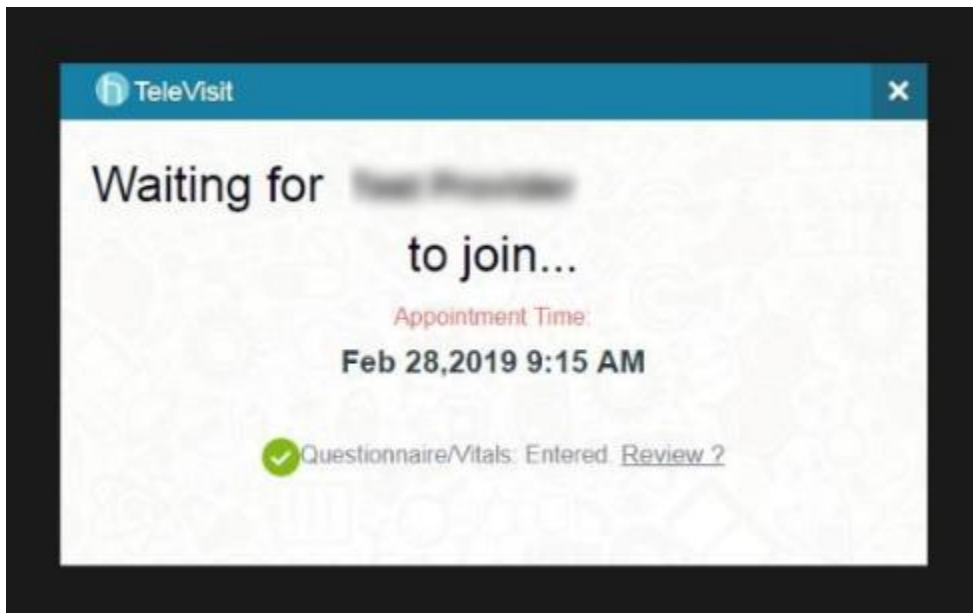 TeleVisit
Waiting for
to join...
Appointment Time:
Feb 28,2019 9:15 AM
Questionnaire/Vitals: Entered. Review ?